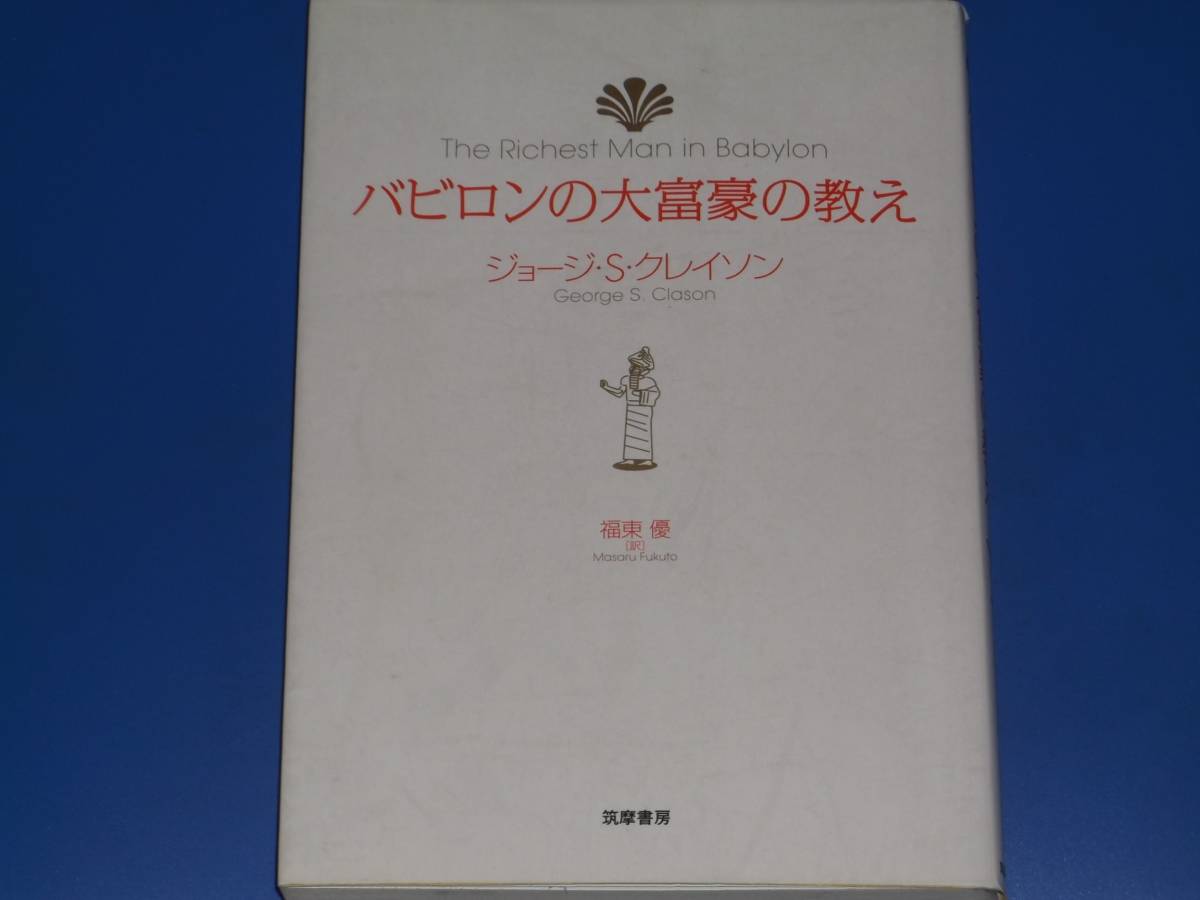 The Richest Man in Babylon
バビロンの大富豪の教え
ジョージ・S・クレイソン
George S. Clason
福東 優
[訳]
Masaru Fukuto
筑摩書房